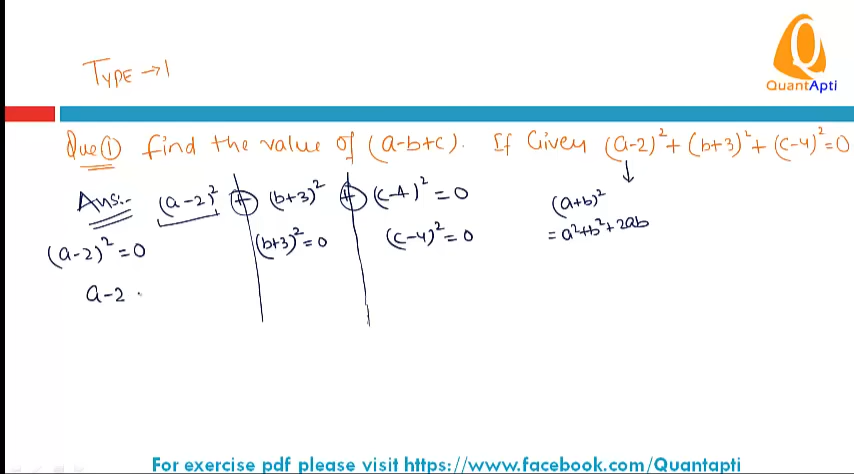 TYPE → 1
QuantApti
Que ① find the value of (a-b+c). If Given (a-2)² + (b+3)² + (c-4)² = 0
Ans:- (a-2)² + (b+3)² + (c-4)² = 0
(a+b)²
= a²+b²+2ab
(a-2)² = 0 (b+3)² = 0 (c-4)² = 0
a-2
For exercise pdf please visit https://www.facebook.com/Quantapti